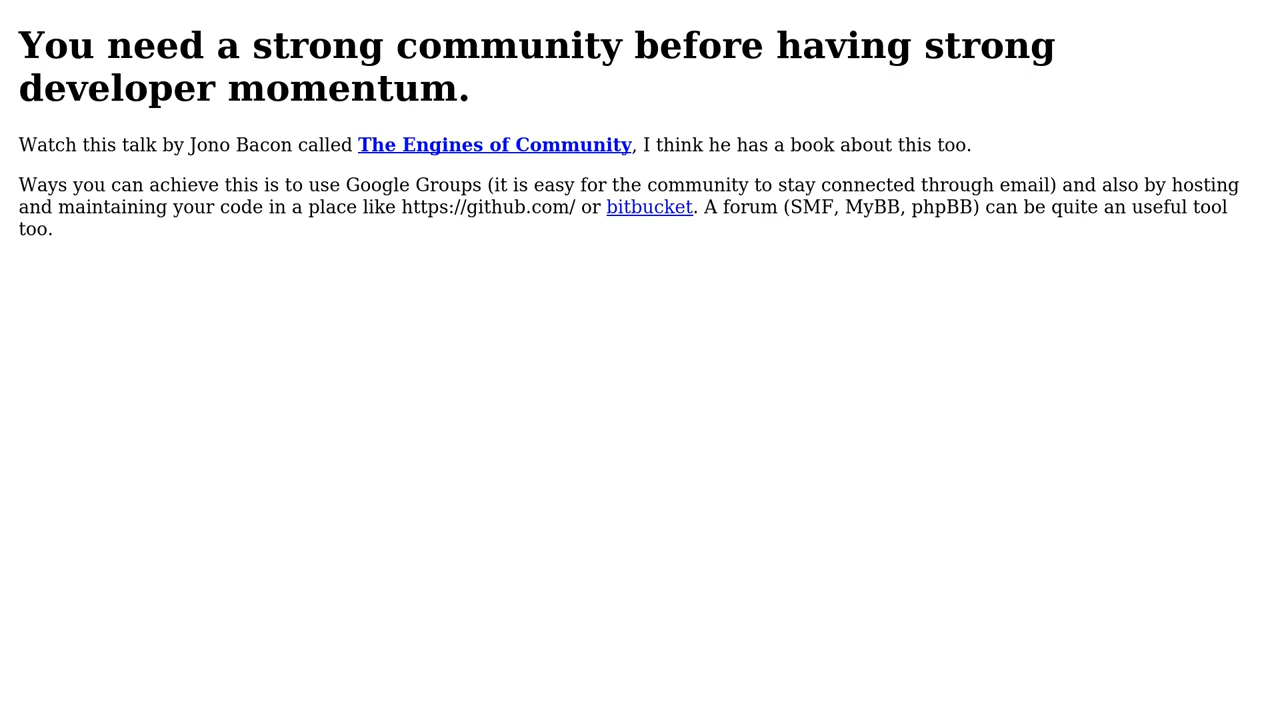 You need a strong community before having strong
developer momentum.
Watch this talk by Jono Bacon called The Engines of Community, I think he has a book about this too.
Ways you can achieve this is to use Google Groups (it is easy for the community to stay connected through email) and also by hosting
and maintaining your code in a place like https://github.com/ or bitbucket. A forum (SMF, MyBB, phpBB) can be quite an useful tool
too.